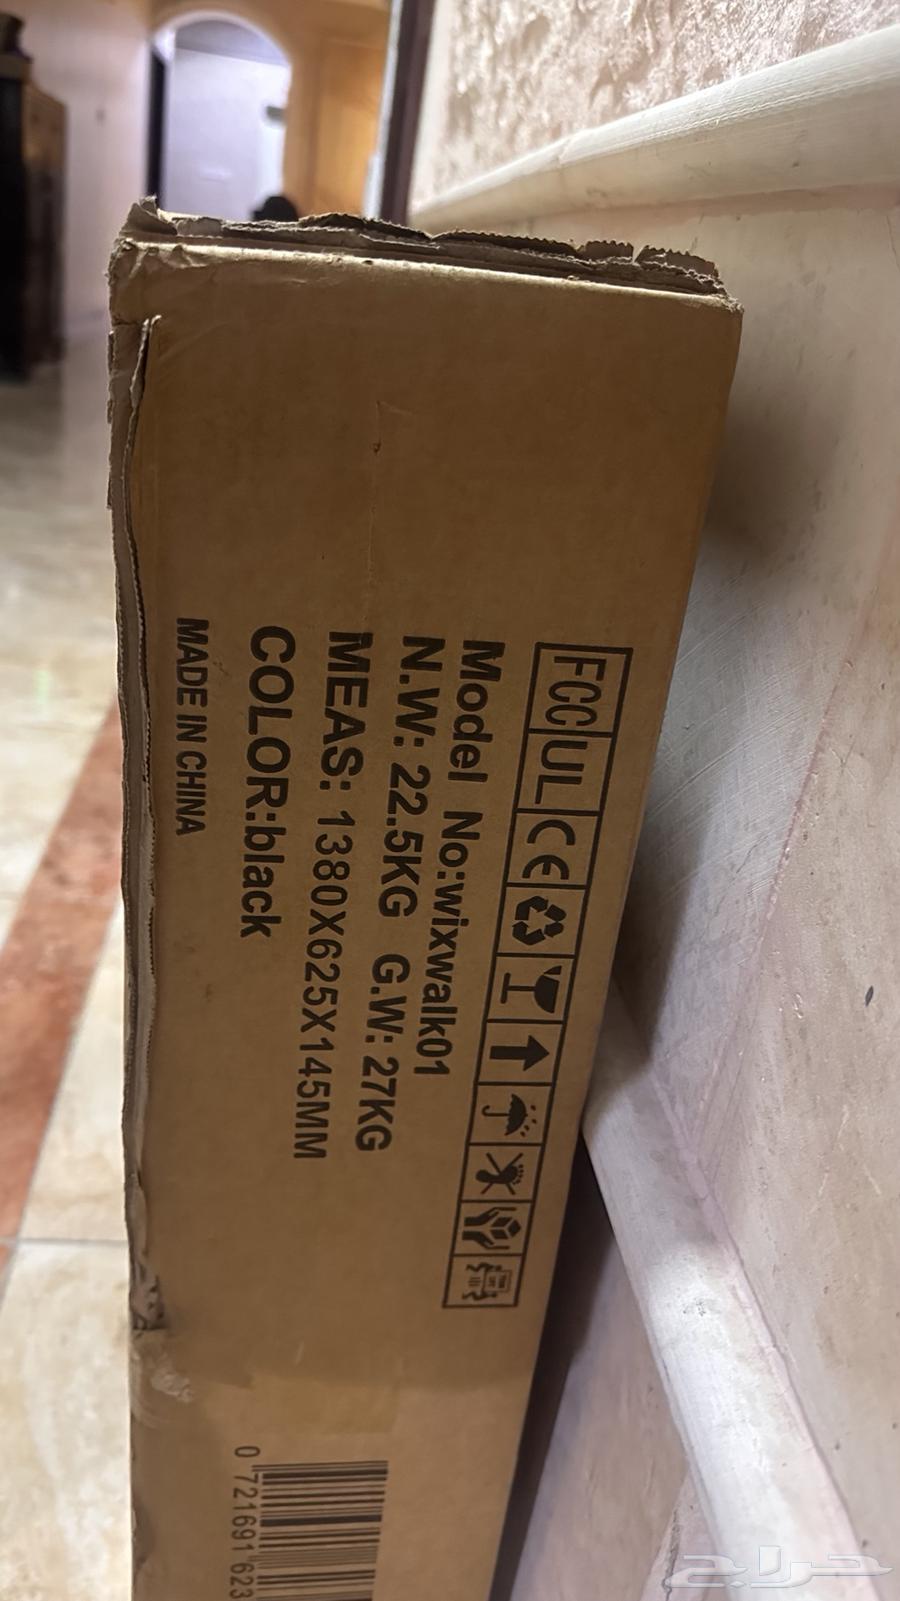 FCC UL CE
Model No:wixwalk01
N.W: 22.5KG G.W: 27KG
MEAS: 1380X625X145MM
COLOR:black
MADE IN CHINA
0 721691 623
حراج